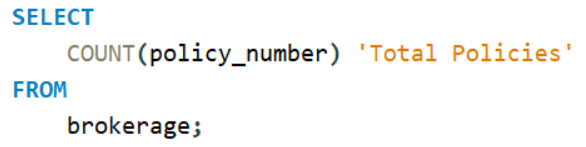 SELECT
COUNT(policy_number) 'Total Policies'
FROM
brokerage;